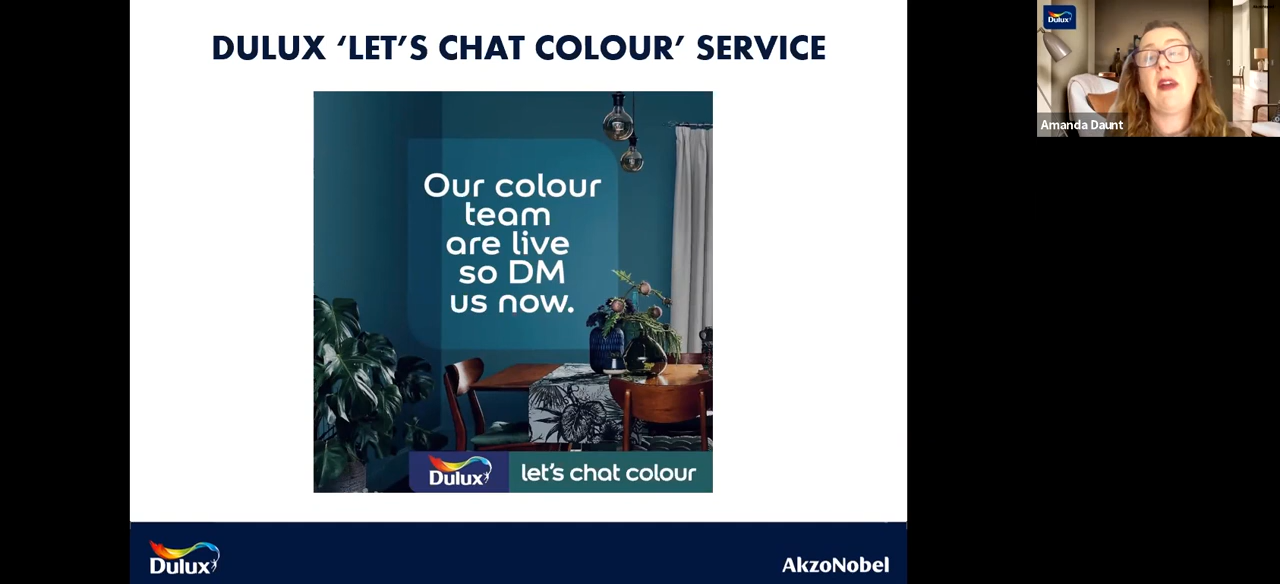 DULUX ‘LET’S CHAT COLOUR’ SERVICE
Our colour
team
are live
so DM
us now.
Dulux
let's chat colour
Dulux
AkzoNobel
Dulux
Amanda Daunt